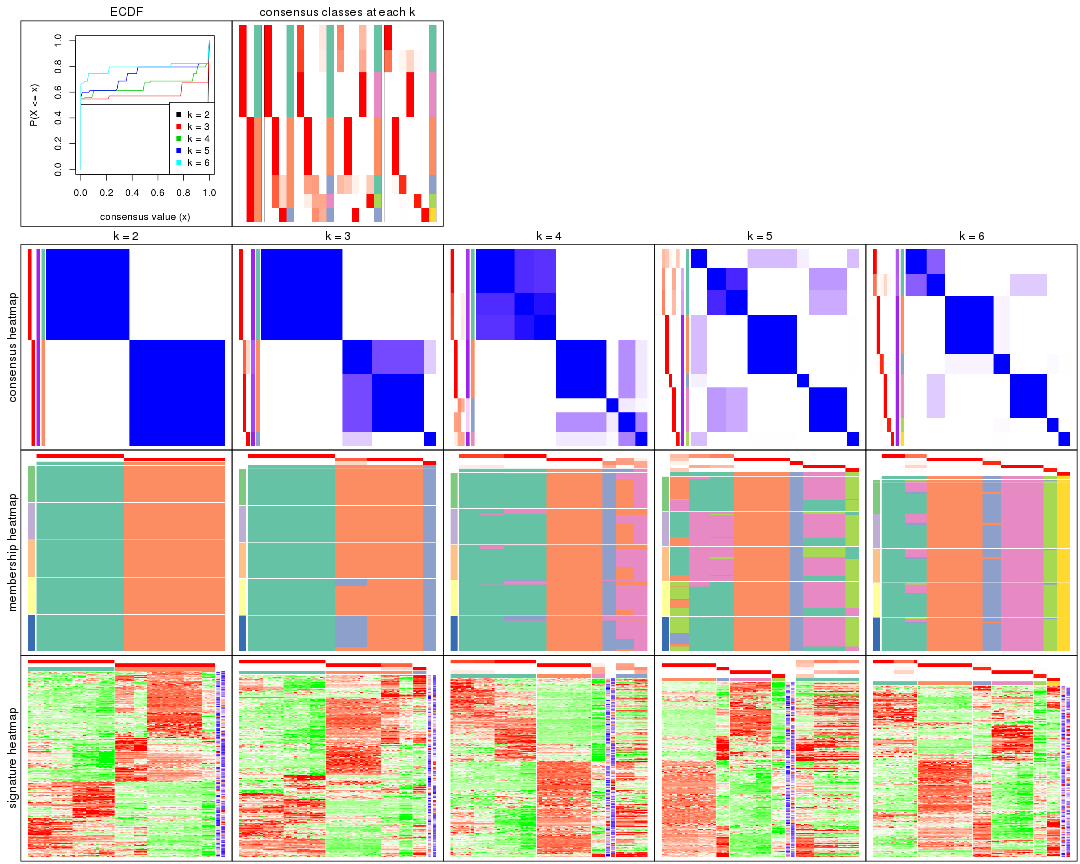 ECDF
consensus classes at each k
P(X <= x)
1.0
0.8
0.6
0.4
0.2
0.0
k = 2
k = 3
k = 4
k = 5
k = 6
0.0 0.2 0.4 0.6 0.8 1.0
consensus value (x)
k = 2
k = 3
k = 4
k = 5
k = 6
consensus heatmap
membership heatmap
signature heatmap